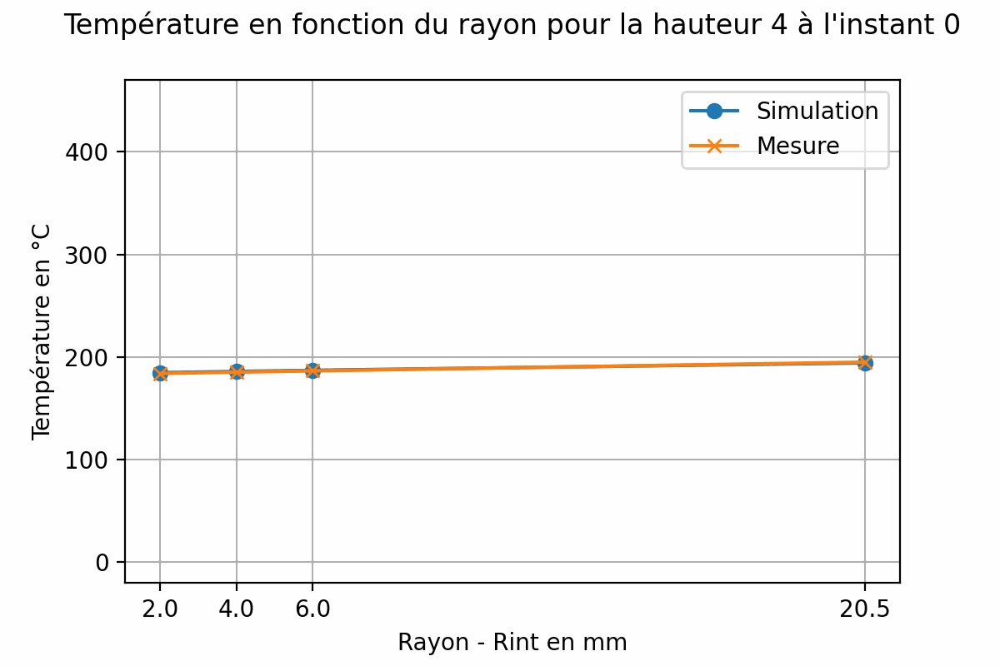 Température en fonction du rayon pour la hauteur 4 à l'instant 0
Simulation
Mesure
400
300
200
100
0
Température en °C
2.0 4.0 6.0 20.5
Rayon - Rint en mm